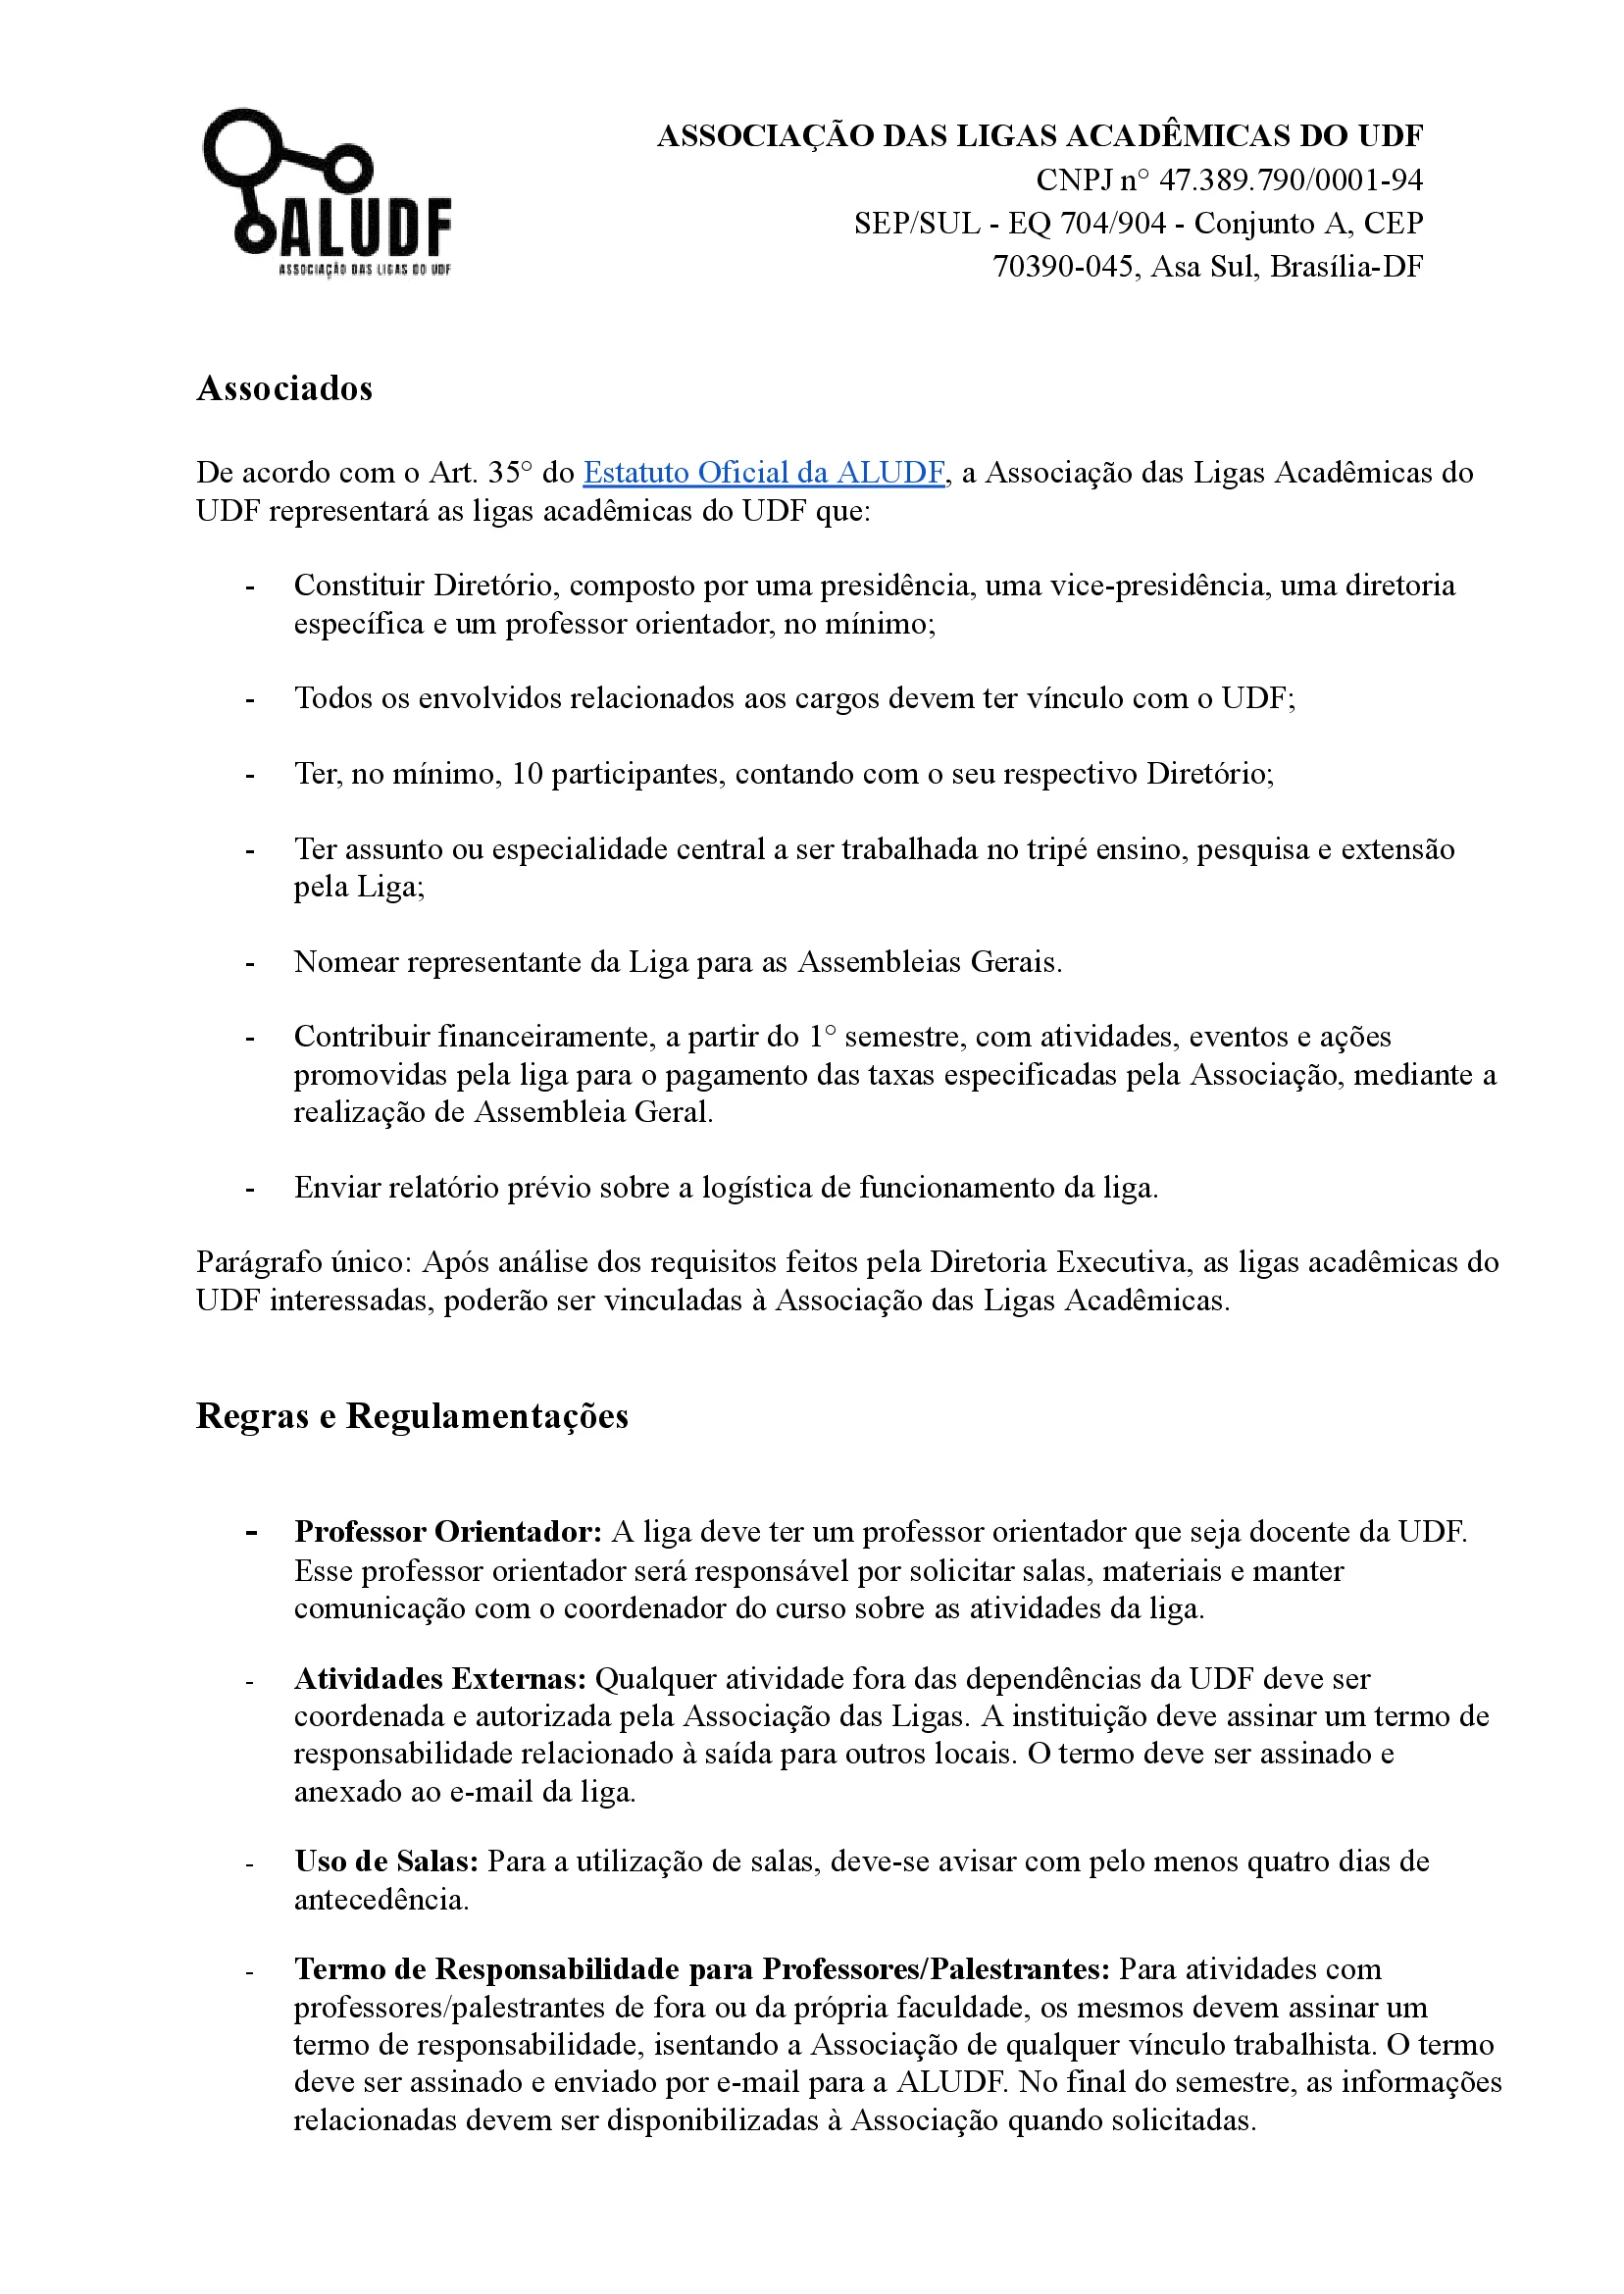 ALUDF
ASSOCIAÇÃO DAS LIGAS DO UDF
ASSOCIAÇÃO DAS LIGAS ACADÊMICAS DO UDF
CNPJ n° 47.389.790/0001-94
SEP/SUL - EQ 704/904 - Conjunto A, CEP
70390-045, Asa Sul, Brasília-DF
Associados
De acordo com o Art. 35° do Estatuto Oficial da ALUDF, a Associação das Ligas Acadêmicas do
UDF representará as ligas acadêmicas do UDF que:
- Constituir Diretório, composto por uma presidência, uma vice-presidência, uma diretoria
específica e um professor orientador, no mínimo;
- Todos os envolvidos relacionados aos cargos devem ter vínculo com o UDF;
- Ter, no mínimo, 10 participantes, contando com o seu respectivo Diretório;
- Ter assunto ou especialidade central a ser trabalhada no tripé ensino, pesquisa e extensão
pela Liga;
- Nomear representante da Liga para as Assembleias Gerais.
- Contribuir financeiramente, a partir do 1° semestre, com atividades, eventos e ações
promovidas pela liga para o pagamento das taxas especificadas pela Associação, mediante a
realização de Assembleia Geral.
- Enviar relatório prévio sobre a logística de funcionamento da liga.
Parágrafo único: Após análise dos requisitos feitos pela Diretoria Executiva, as ligas acadêmicas do
UDF interessadas, poderão ser vinculadas à Associação das Ligas Acadêmicas.
Regras e Regulamentações
- Professor Orientador: A liga deve ter um professor orientador que seja docente da UDF.
Esse professor orientador será responsável por solicitar salas, materiais e manter
comunicação com o coordenador do curso sobre as atividades da liga.
- Atividades Externas: Qualquer atividade fora das dependências da UDF deve ser
coordenada e autorizada pela Associação das Ligas. A instituição deve assinar um termo de
responsabilidade relacionado à saída para outros locais. O termo deve ser assinado e
anexado ao e-mail da liga.
- Uso de Salas: Para a utilização de salas, deve-se avisar com pelo menos quatro dias de
antecedência.
- Termo de Responsabilidade para Professores/Palestrantes: Para atividades com
professores/palestrantes de fora ou da própria faculdade, os mesmos devem assinar um
termo de responsabilidade, isentando a Associação de qualquer vínculo trabalhista. O termo
deve ser assinado e enviado por e-mail para a ALUDF. No final do semestre, as informações
relacionadas devem ser disponibilizadas à Associação quando solicitadas.